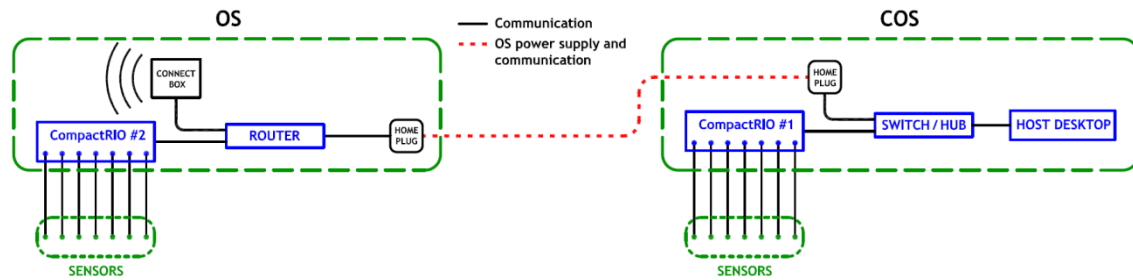 OS
COS
Communication
OS power supply and
communication
CONNECT
BOX
HOME
PLUG
CompactRIO #2
ROUTER
HOME
PLUG
CompactRIO #1
SWITCH / HUB
HOST DESKTOP
SENSORS
SENSORS